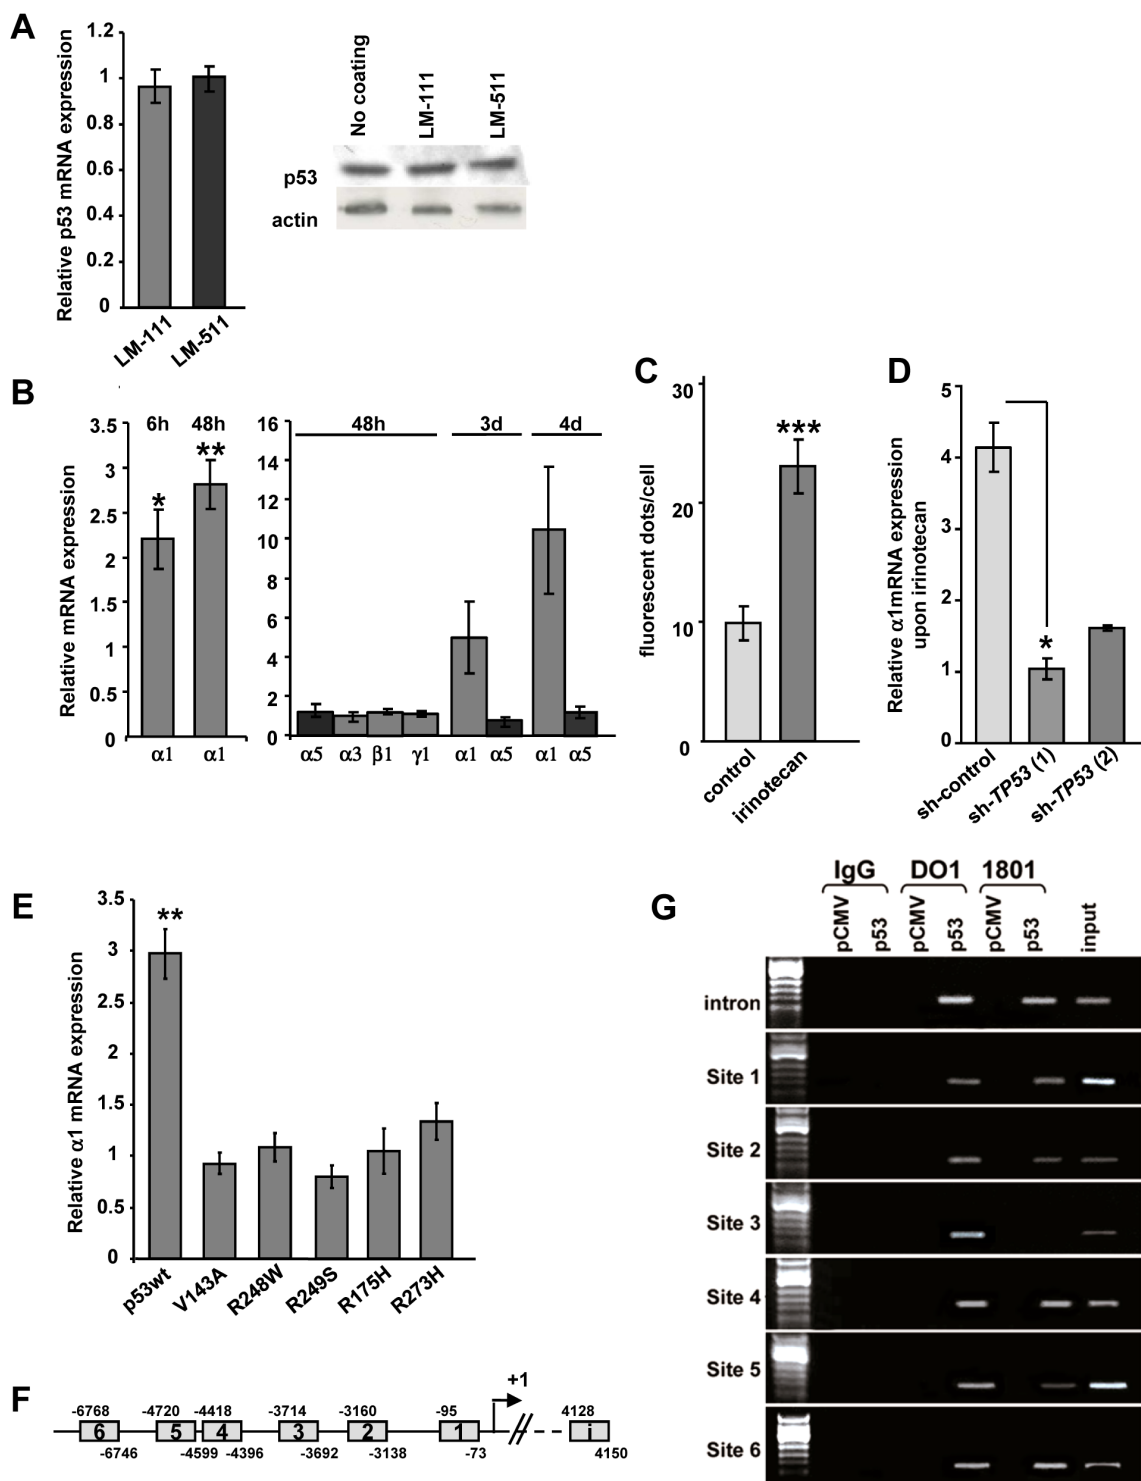 A
Relative p53 mRNA expression
1.2
1
0.8
0.6
0.4
0.2
0
LM-111
LM-511
No coating
LM-111
LM-511
p53
actin
B
Relative mRNA expression
3.5
3
2.5
2
1.5
1
0.5
0
6h
48h
*
**
α1
α1
16
14
12
10
8
6
4
2
0
48h
3d
4d
α5
α3
β1
γ1
α1
α5
α1
α5
C
fluorescent dots/cell
30
20
10
0
***
control
irinotecan
D
Relative α1mRNA expression
upon irinotecan
5
4
3
2
1
0
*
sh-control
sh-TP53 (1)
sh-TP53 (2)
E
Relative α1 mRNA expression
3.5
3
2.5
2
1.5
1
0.5
0
**
p53wt
V143A
R248W
R249S
R175H
R273H
F
-6768
-4720
-4418
-3714
-3160
-95
+1
4128
6
5
4
3
2
1
i
-6746
-4599
-4396
-3692
-3138
-73
4150
G
IgG
DO1
1801
pCMV
p53
pCMV
p53
pCMV
p53
input
intron
Site 1
Site 2
Site 3
Site 4
Site 5
Site 6